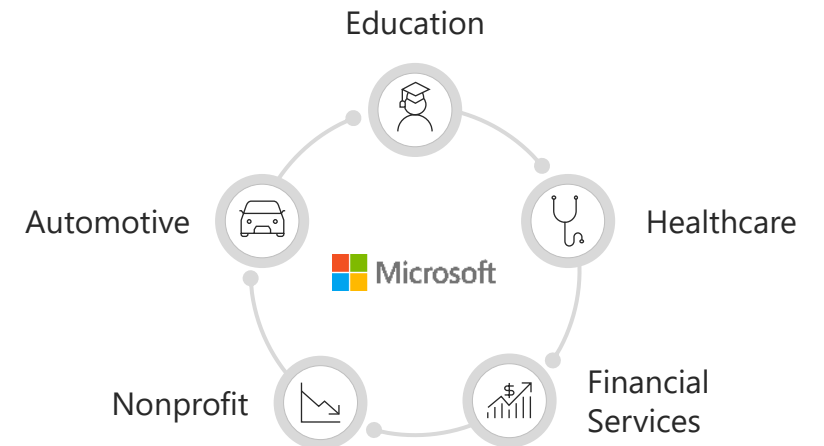 Education
Automotive
Healthcare
Microsoft
$
Nonprofit
Financial
Services